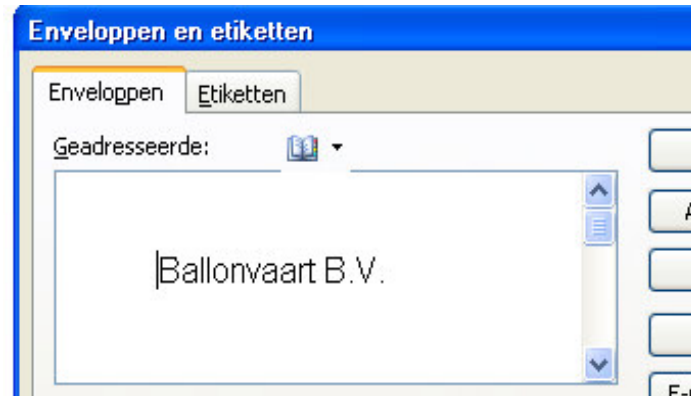 Enveloppen en etiketten
Enveloppen Etiketten
Geadresseerde:
Ballonvaart B.V.